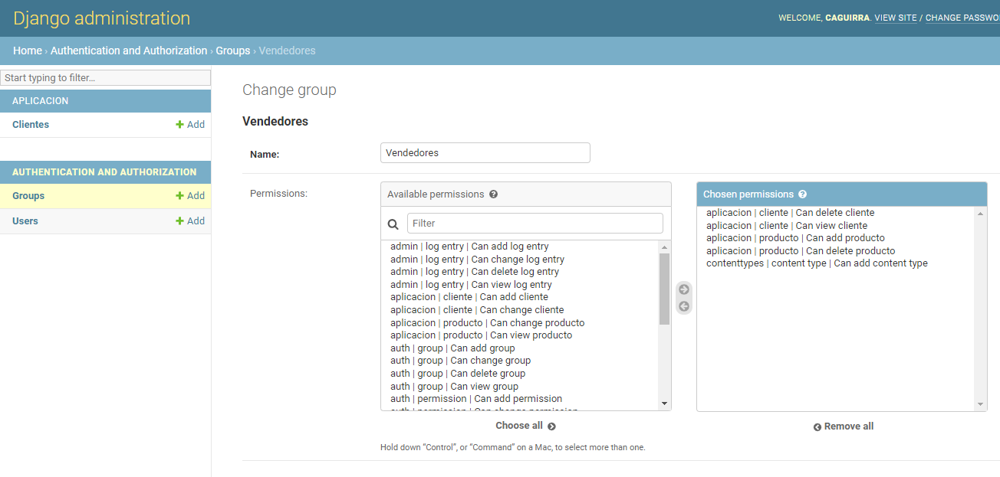 Django administration
WELCOME, CAGUIRRA. VIEW SITE / CHANGE PASSWO
Home › Authentication and Authorization › Groups › Vendedores
Start typing to filter...
APLICACION
Clientes + Add
AUTHENTICATION AND AUTHORIZATION
Groups + Add
Users + Add
Change group
Vendedores
Name: Vendedores
Permissions:
Available permissions ?
Filter
admin | log entry | Can add log entry
admin | log entry | Can change log entry
admin | log entry | Can delete log entry
admin | log entry | Can view log entry
aplicacion | cliente | Can add cliente
aplicacion | cliente | Can change cliente
aplicacion | producto | Can change producto
aplicacion | producto | Can view producto
auth | group | Can add group
auth | group | Can change group
auth | group | Can delete group
auth | group | Can view group
auth | permission | Can add permission
auth | permission | Can change permission
Choose all
Chosen permissions ?
aplicacion | cliente | Can delete cliente
aplicacion | cliente | Can view cliente
aplicacion | producto | Can add producto
aplicacion | producto | Can delete producto
contenttypes | content type | Can add content type
Remove all
Hold down “Control”, or “Command” on a Mac, to select more than one.